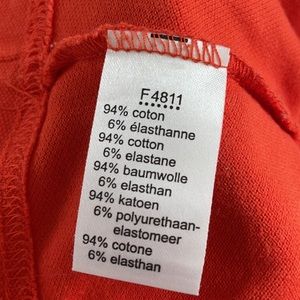 F4811
94% coton
6% élasthanne
94% cotton
6% elastane
94% baumwolle
6% elasthan
94% katoen
6% polyurethaan-
elastomeer
94% cotone
6% elasthan